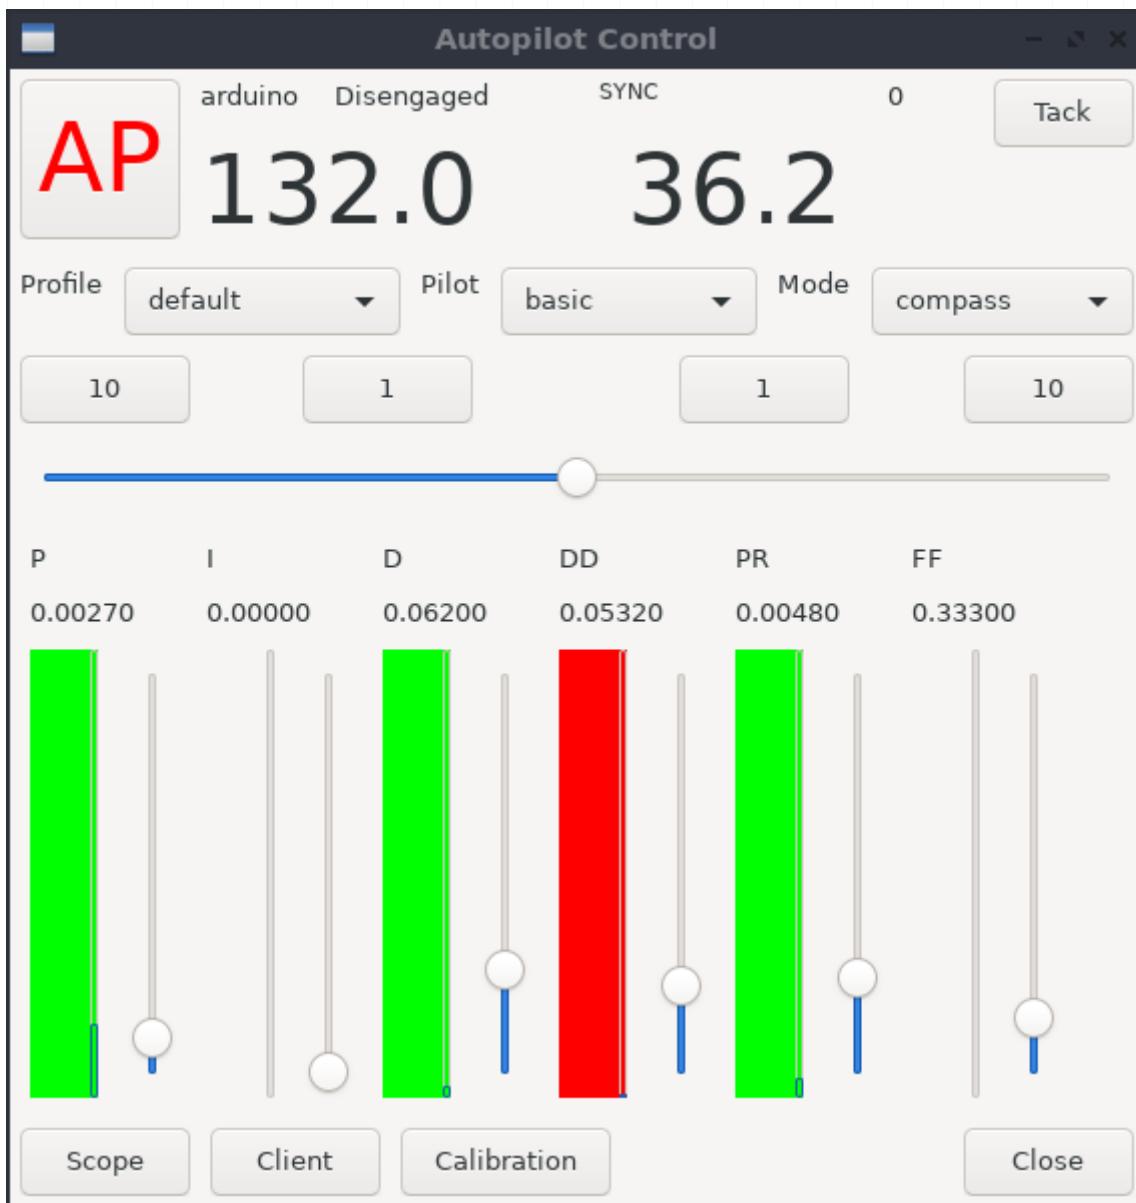 Autopilot Control
AP
arduino Disengaged SYNC 0 Tack
132.0 36.2
Profile default Pilot basic Mode compass
10 1 1 10
P I D DD PR FF
0.00270 0.00000 0.06200 0.05320 0.00480 0.33300
Scope Client Calibration Close